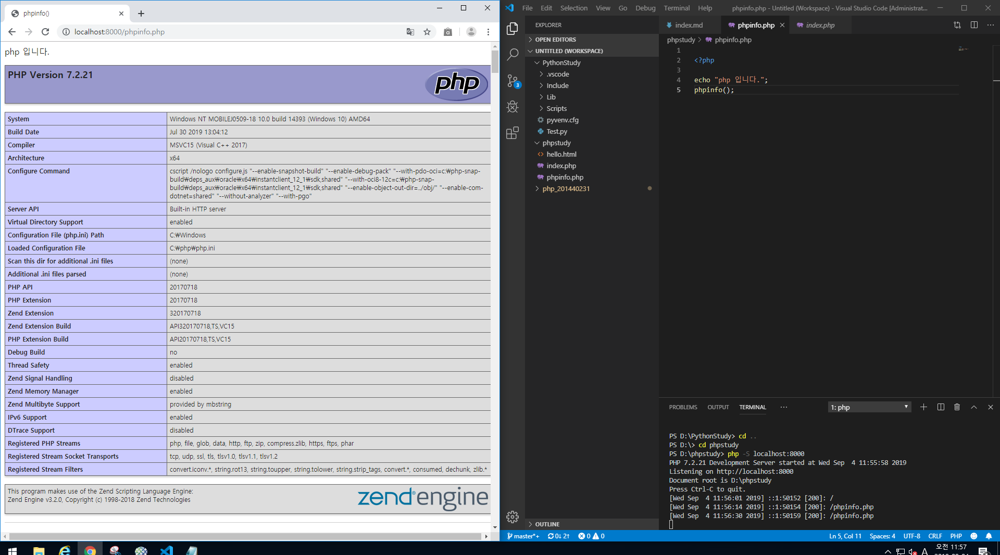 phpinfo()
localhost:8000/phpinfo.php
php 입니다.
PHP Version 7.2.21
php
System Windows NT MOBILEJ0509-18 10.0 build 14393 (Windows 10) AMD64
Build Date Jul 30 2019 13:04:12
Compiler MSVC15 (Visual C++ 2017)
Architecture x64
Configure Command cscript /nologo configure.js "--enable-snapshot-build" "--enable-debug-pack" "--with-pdo-oci=c:₩php-snap-
build₩deps_aux₩oracle₩x64₩instantclient_12_1₩sdk,shared" "--with-oci8-12c=c:₩php-snap-
build₩deps_aux₩oracle₩x64₩instantclient_12_1₩sdk,shared" "--enable-object-out-dir=../obj/" "--enable-com-
dotnet=shared" "--without-analyzer" "--with-pgo"
Server API Built-in HTTP server
Virtual Directory Support enabled
Configuration File (php.ini) Path C:₩Windows
Loaded Configuration File C:₩php₩php.ini
Scan this dir for additional .ini files (none)
Additional .ini files parsed (none)
PHP API 20170718
PHP Extension 20170718
Zend Extension 320170718
Zend Extension Build API320170718,TS,VC15
PHP Extension Build API20170718,TS,VC15
Debug Build no
Thread Safety enabled
Zend Signal Handling disabled
Zend Memory Manager enabled
Zend Multibyte Support provided by mbstring
IPv6 Support enabled
DTrace Support disabled
Registered PHP Streams php, file, glob, data, http, ftp, zip, compress.zlib, https, ftps, phar
Registered Stream Socket Transports tcp, udp, ssl, tls, tlsv1.0, tlsv1.1, tlsv1.2
Registered Stream Filters convert.iconv.*, string.rot13, string.toupper, string.tolower, string.strip_tags, convert.*, consumed, dechunk, zlib.*
This program makes use of the Zend Scripting Language Engine:
Zend Engine v3.2.0, Copyright (c) 1998-2018 Zend Technologies
zend®engine
File Edit Selection View Go Debug Terminal Help phpinfo.php - Untitled (Workspace) - Visual Studio Code [Administrat...
EXPLORER
OPEN EDITORS
UNTITLED (WORKSPACE)
PythonStudy
.vscode
Include
Lib
Scripts
pyvenv.cfg
Test.py
phpstudy
hello.html
index.php
phpinfo.php
php_201440231
OUTLINE
3
index.md phpinfo.php index.php
phpstudy > phpinfo.php
1
2 <?php
3
4 echo "php 입니다.";
5 phpinfo();
PROBLEMS OUTPUT TERMINAL ... 1: php
PS D:\PythonStudy> cd ..
PS D:\> cd phpstudy
PS D:\phpstudy> php -S localhost:8000
PHP 7.2.21 Development Server started at Wed Sep  4 11:55:58 2019
Listening on http://localhost:8000
Document root is D:\phpstudy
Press Ctrl-C to quit.
[Wed Sep  4 11:56:01 2019] ::1:50152 [200]: /
[Wed Sep  4 11:56:14 2019] ::1:50154 [200]: /phpinfo.php
[Wed Sep  4 11:56:30 2019] ::1:50159 [200]: /phpinfo.php
master*+ 0↓ 2↑ 0 0 Ln 5, Col 11 Spaces: 4 UTF-8 CRLF PHP
A 오전 11:57